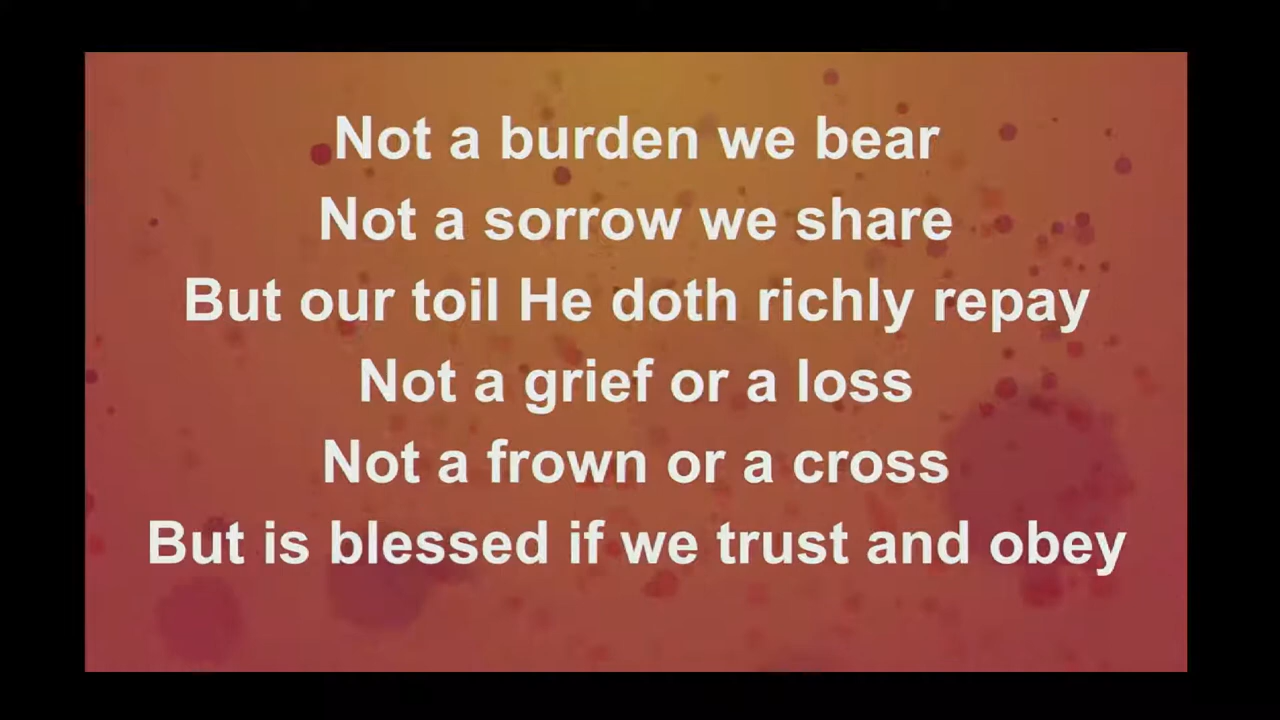 Not a burden we bear
Not a sorrow we share
But our toil He doth richly repay
Not a grief or a loss
Not a frown or a cross
But is blessed if we trust and obey